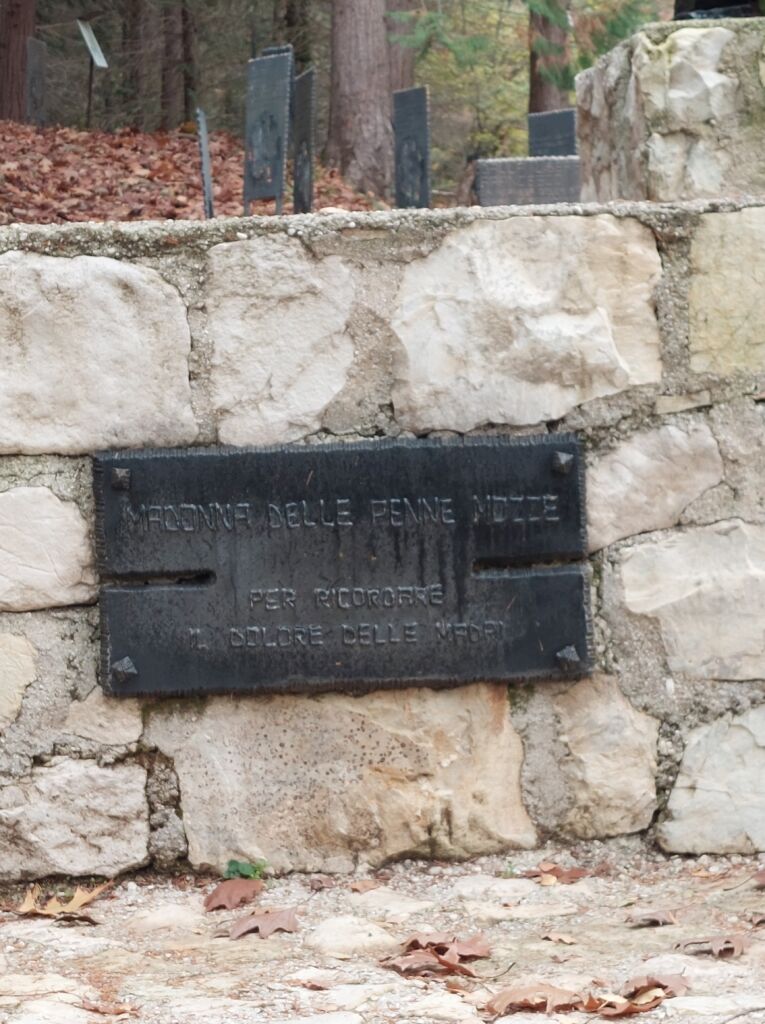 MADONNA DELLE PENNE MOZZE
PER RICORDARE
IL DOLORE DELLE MADRI